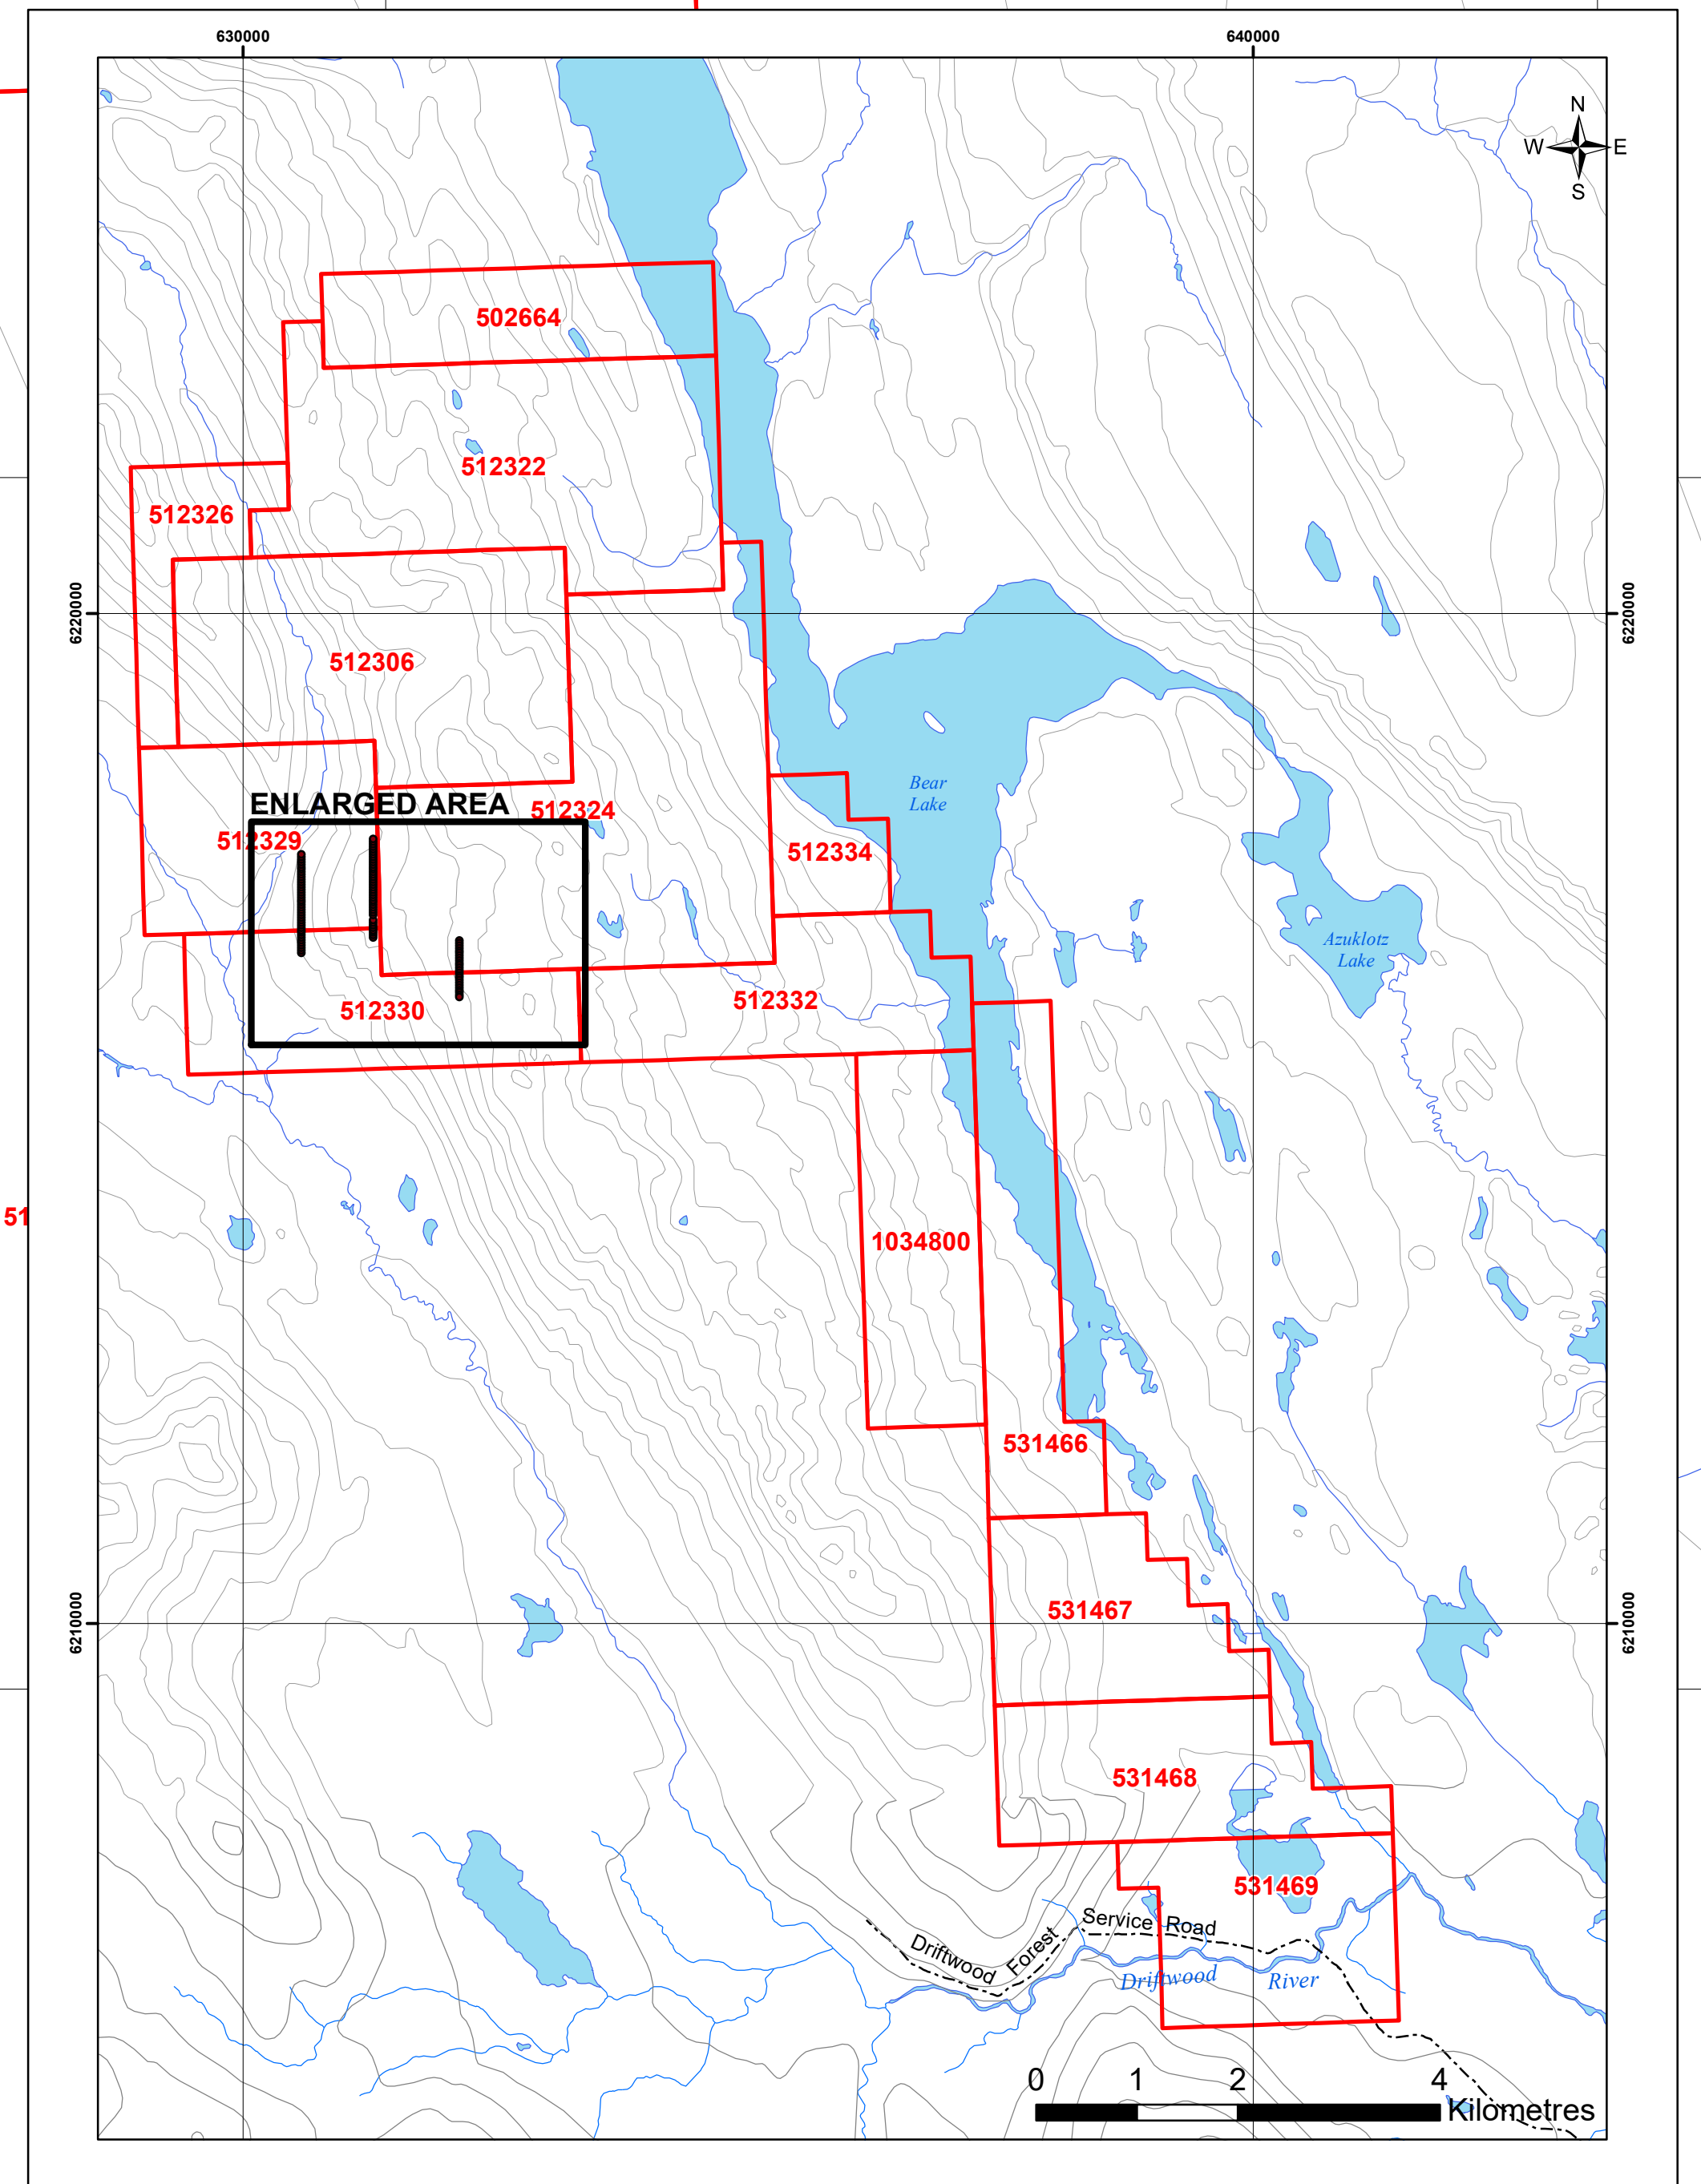 630000
640000
N
W
E
S
502664
512322
512326
6220000
6220000
512306
Bear
Lake
ENLARGED AREA
512324
512329
512334
Azuklotz
Lake
512332
512330
51
1034800
531466
531467
6210000
6210000
531468
531469
Service Road
Driftwood Forest
Driftwood River
0 1 2 4
Kilometres